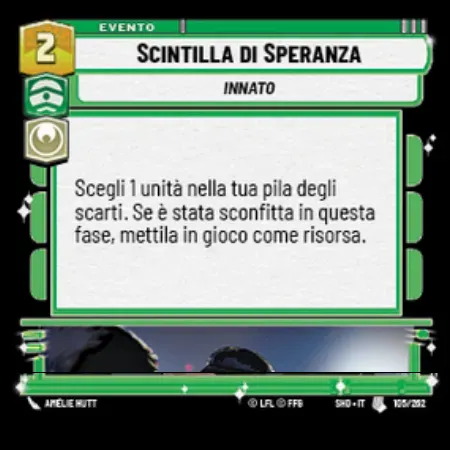 EVENTO
2
SCINTILLA DI SPERANZA
INNATO
Scegli 1 unità nella tua pila degli
scarti. Se è stata sconfitta in questa
fase, mettila in gioco come risorsa.
AMÉLIE HUTT
© LFL © FFG
SHD • IT
105/262